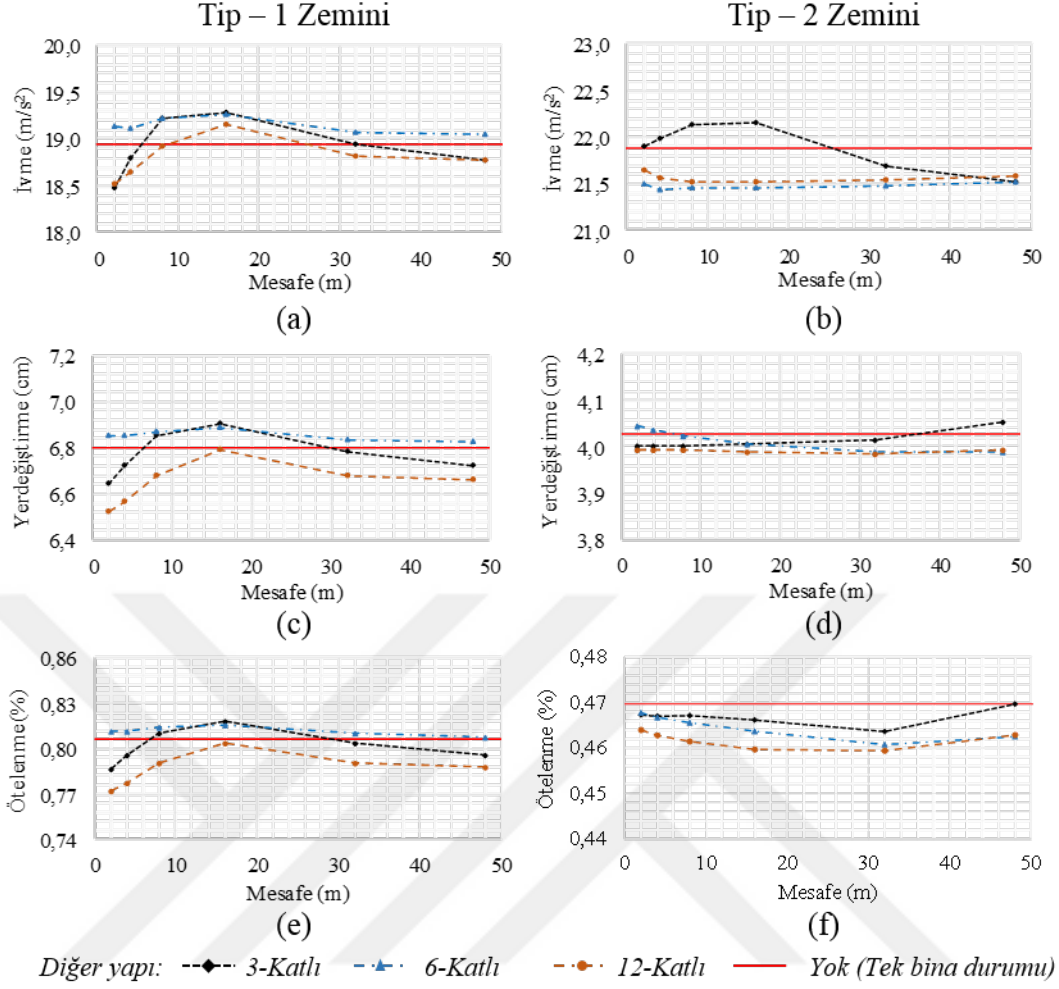 Tip – 1 Zemini
Tip – 2 Zemini
İvme (m/s²)
20,0
19,5
19,0
18,5
18,0
0 10 20 30 40 50
Mesafe (m)
(a)
İvme (m/s²)
23,0
22,5
22,0
21,5
21,0
0 10 20 30 40 50
Mesafe (m)
(b)
Yerdeğiştirme (cm)
7,2
7,0
6,8
6,6
6,4
0 10 20 30 40 50
Mesafe (m)
(c)
Yerdeğiştirme (cm)
4,2
4,1
4,0
3,9
3,8
0 10 20 30 40 50
Mesafe (m)
(d)
Ötelenme(%)
0,86
0,83
0,80
0,77
0,74
0 10 20 30 40 50
Mesafe (m)
(e)
Ötelenme (%)
0,48
0,47
0,46
0,45
0,44
0 10 20 30 40 50
Mesafe (m)
(f)
Diğer yapı: 3-Katlı 6-Katlı 12-Katlı Yok (Tek bina durumu)